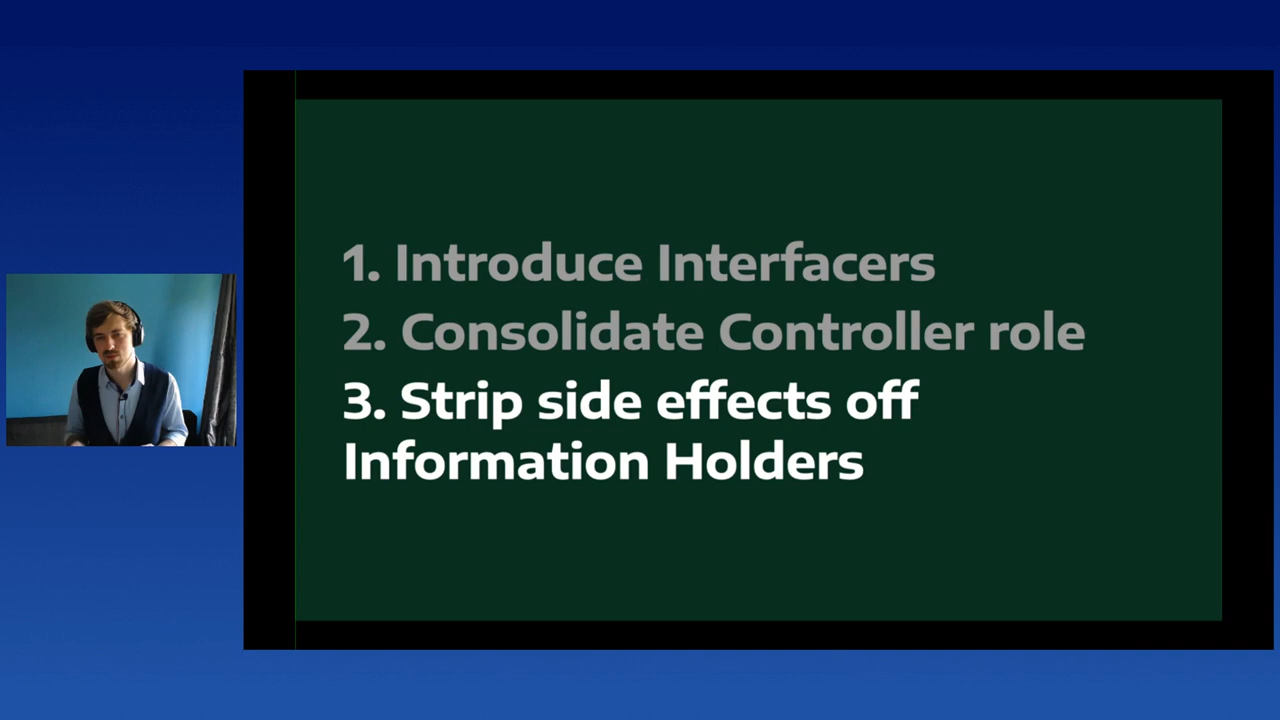 1. Introduce Interfacers
2. Consolidate Controller role
3. Strip side effects off
Information Holders